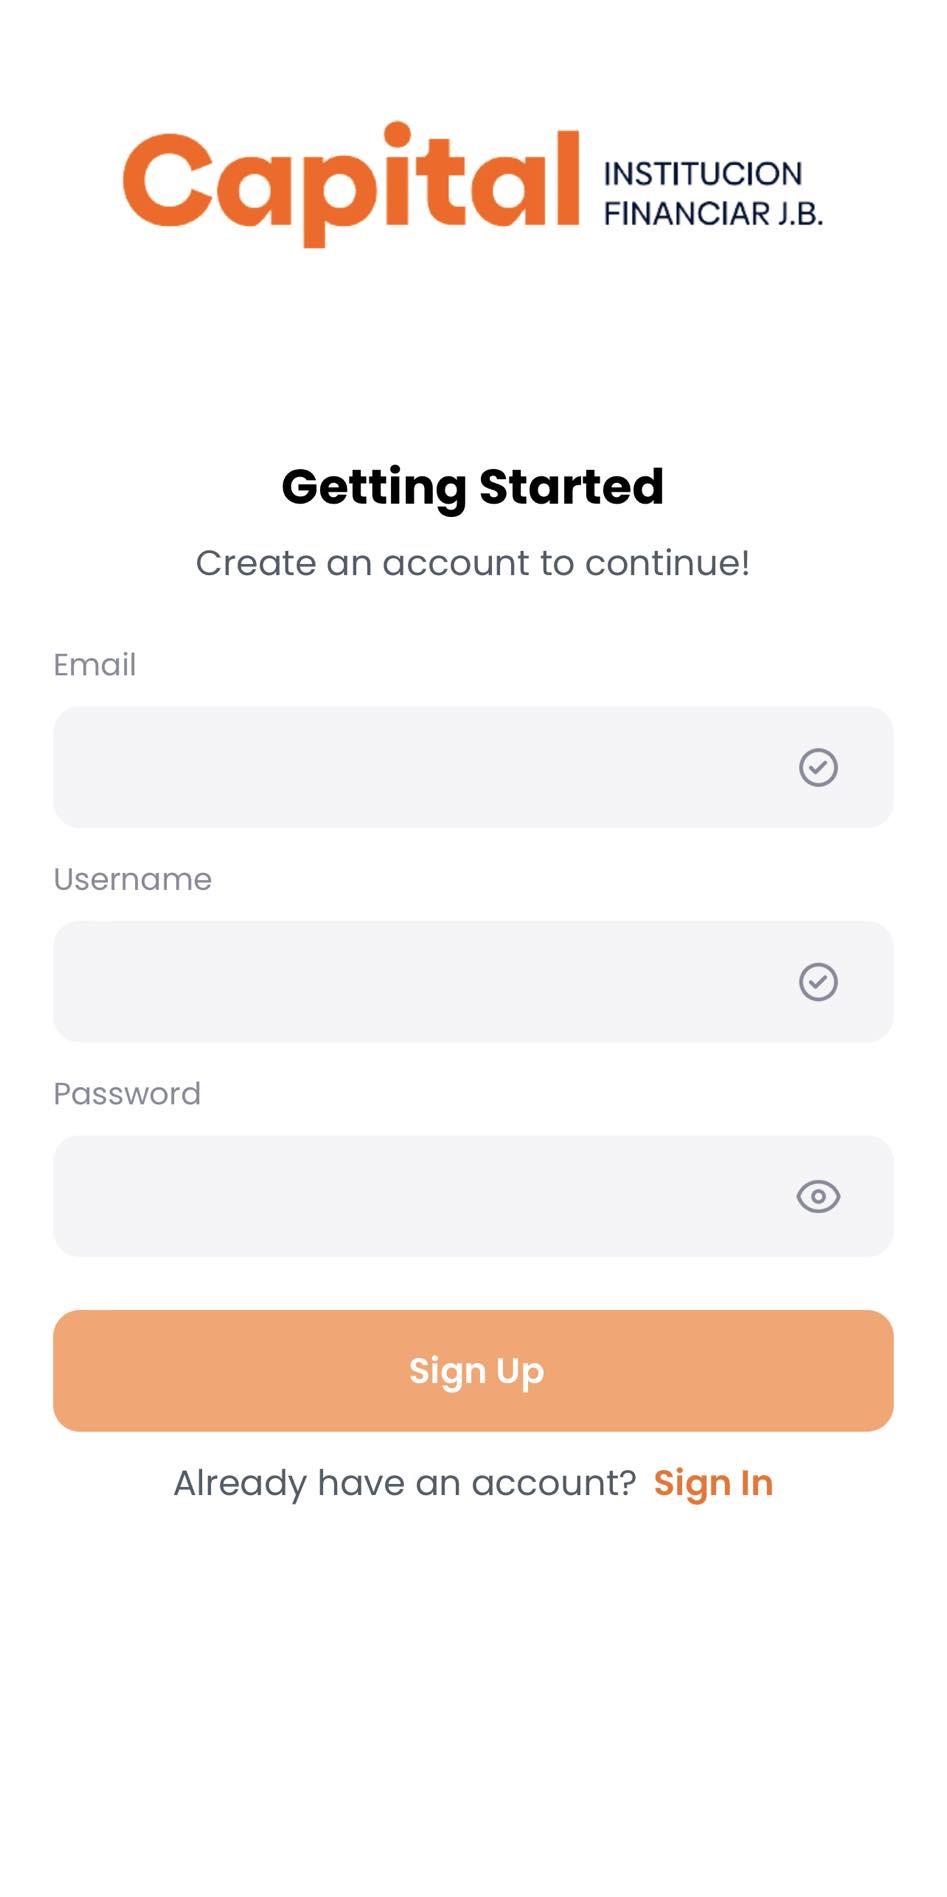 Capital
INSTITUCION
FINANCIAR J.B.
Getting Started
Create an account to continue!
Email
Username
Password
Sign Up
Already have an account? Sign In